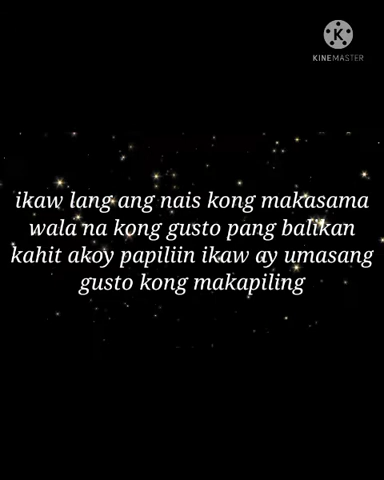 K
KINEMASTER
ikaw lang ang nais kong makasama
wala na kong gusto pang balikan
kahit akoy papiliin ikaw ay umasang
gusto kong makapiling